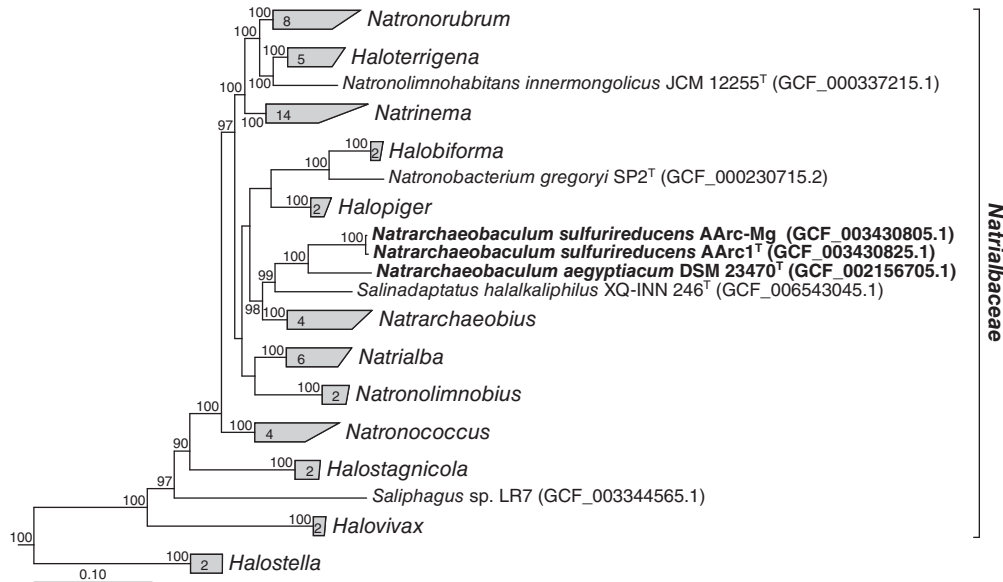 100
8 Natronorubrum
100
100
100
5 Haloterrigena
100
Natronolimnohabitans innermongolicus JCM 12255ᵀ (GCF_000337215.1)
100
100
14 Natrinema
97
100
2 Halobiforma
100
Natronobacterium gregoryi SP2ᵀ (GCF_000230715.2)
100
2 Halopiger
100
Natrarchaeobaculum sulfurireducens AArc-Mg (GCF_003430805.1)
Natrarchaeobaculum sulfurireducens AArc1ᵀ (GCF_003430825.1)
100
Natrarchaeobaculum aegyptiacum DSM 23470ᵀ (GCF_002156705.1)
99
Salinadaptatus halalkaliphilus XQ-INN 246ᵀ (GCF_006543045.1)
98
100
4 Natrarchaeobius
100
6 Natrialba
100
2 Natronolimnobius
100
100
4 Natronococcus
90
100
2 Halostagnicola
97
Saliphagus sp. LR7 (GCF_003344565.1)
100
100
2 Halovivax
100
100
2 Halostella
0.10
Natrialbaceae